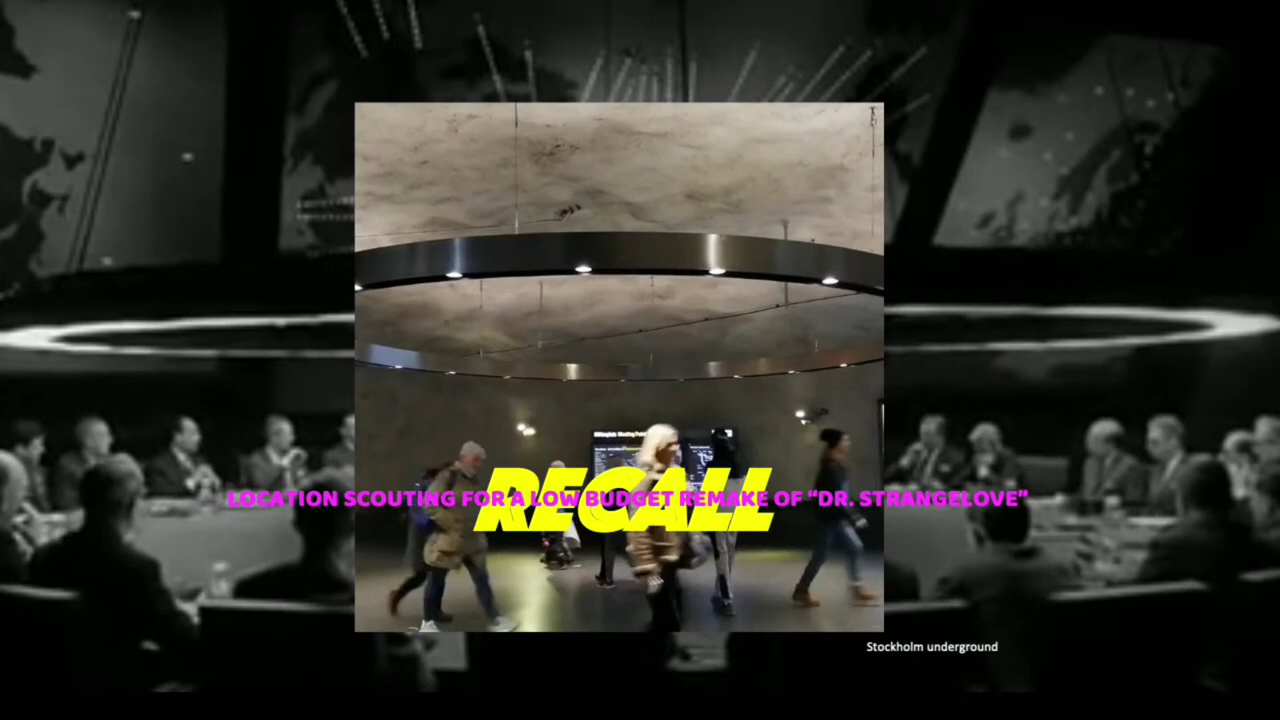 LOCATION SCOUTING FOR A LOW BUDGET REMAKE OF “DR. STRANGELOVE”
RECALL
Stockholm underground